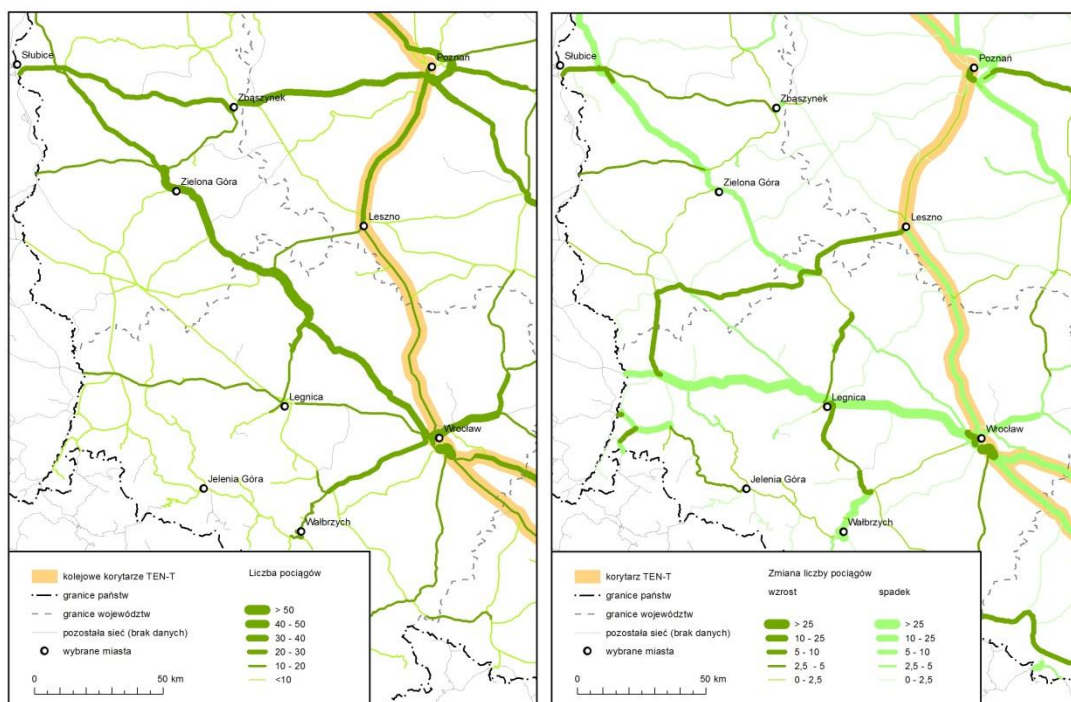 Słubice
Poznań
Zbąszynek
Zielona Góra
Leszno
Legnica
Wrocław
Jelenia Góra
Wałbrzych
kolejowe korytarze TEN-T
granice państw
granice województw
pozostała sieć (brak danych)
wybrane miasta
0 50 km
Liczba pociągów
> 50
40 - 50
30 - 40
20 - 30
10 - 20
<10
Słubice
Poznań
Zbąszynek
Zielona Góra
Leszno
Legnica
Wrocław
Jelenia Góra
Wałbrzych
korytarz TEN-T
granice państw
granice województw
pozostała sieć (brak danych)
wybrane miasta
0 50 km
Zmiana liczby pociągów
wzrost spadek
> 25 > 25
10 - 25 10 - 25
5 - 10 5 - 10
2,5 - 5 2,5 - 5
0 - 2,5 0 - 2,5